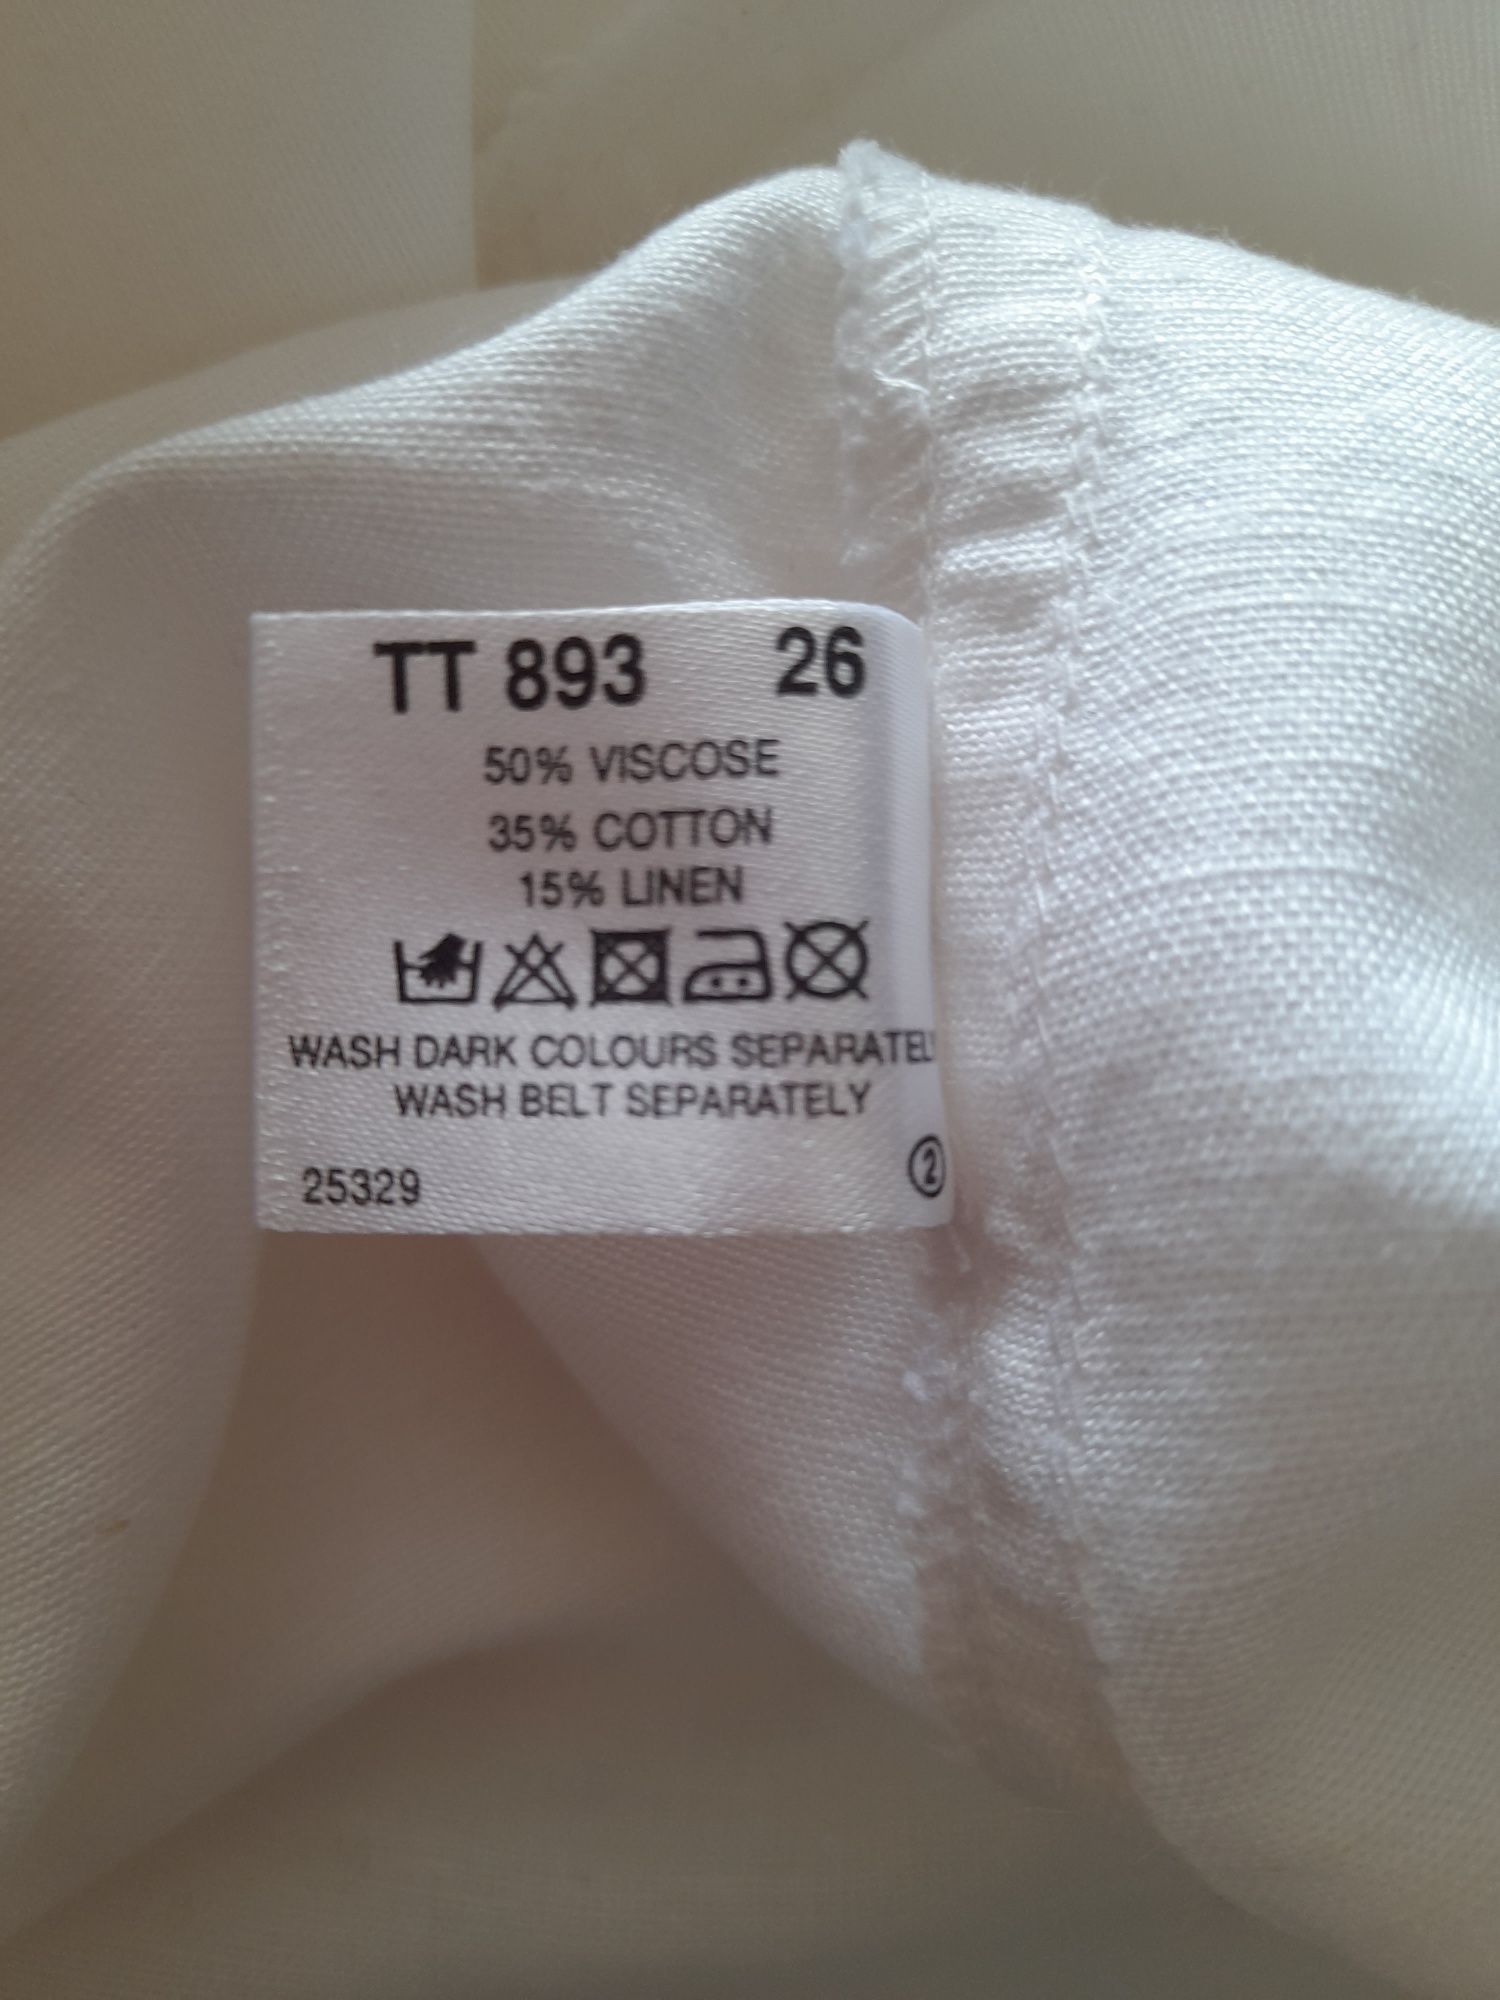 TT 893 26
50% VISCOSE
35% COTTON
15% LINEN
WASH DARK COLOURS SEPARATEL
WASH BELT SEPARATELY
25329 2